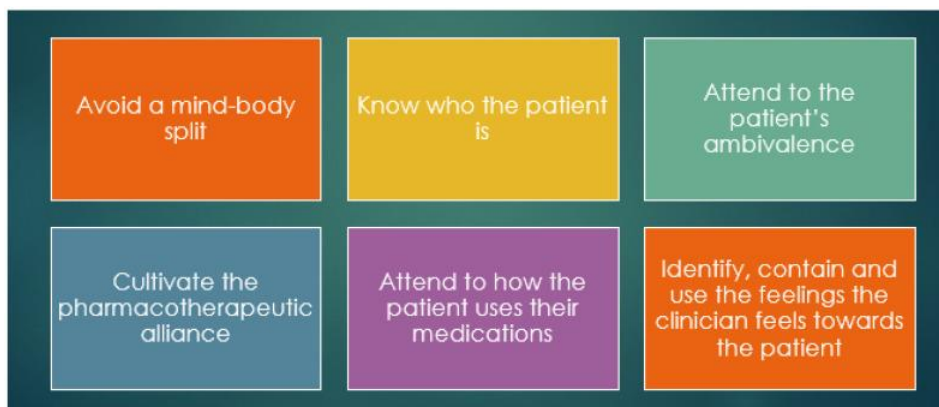 Avoid a mind-body
split
Know who the patient
is
Attend to the
patient's
ambivalence
Cultivate the
pharmacotherapeutic
alliance
Attend to how the
patient uses their
medications
Identify, contain and
use the feelings the
clinician feels towards
the patient